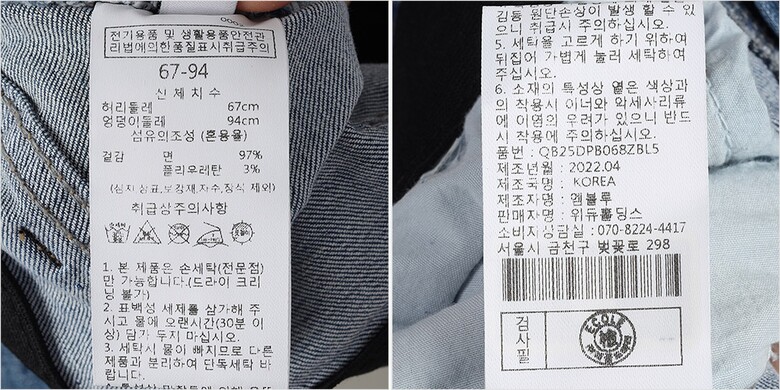 전기용품 및 생활용품안전관
리법에의한품질표시취급주의
67-94
신체치수
허리둘레 67cm
엉덩이둘레 94cm
섬유의조성 (혼용율)
겉감 면 97%
폴리우레탄 3%
(심지,상표,보강재,자수,장식 제외)
취급상주의사항
1. 본 제품은 손세탁(전문점)
만 가능합니다.(드라이 크리
닝 불가)
2. 표백성 세제를 삼가해 주
시고 물에 오랜시간(30분 이
상) 담가 두지 마십시오.
3. 세탁시 물이 빠지므로 다른
제품과 분리하여 단독세탁 바
랍니다.
감등 원단손상이 발생 할 수 있
으니 취급시 주의하십시오.
5. 세탁을 고르게 하기 위하여
뒤집어 가볍게 눌러 세탁하여
주십시오.
6. 소재의 특성상 옅은 색상과
의 착용시 이너와 악세사리류
에 이염의 우려가 있으니 반드
시 착용에 주의하십시오.
품번 : QB25DPB068ZBL5
제조년월 : 2022.04
제조국명 : KOREA
제조자명 : 엠블루
판매자명 : 위듀홀딩스
소비자상담실 : 070-8224-4417
서울시 금천구 벚꽃로 298
검
사
필
ECOLE